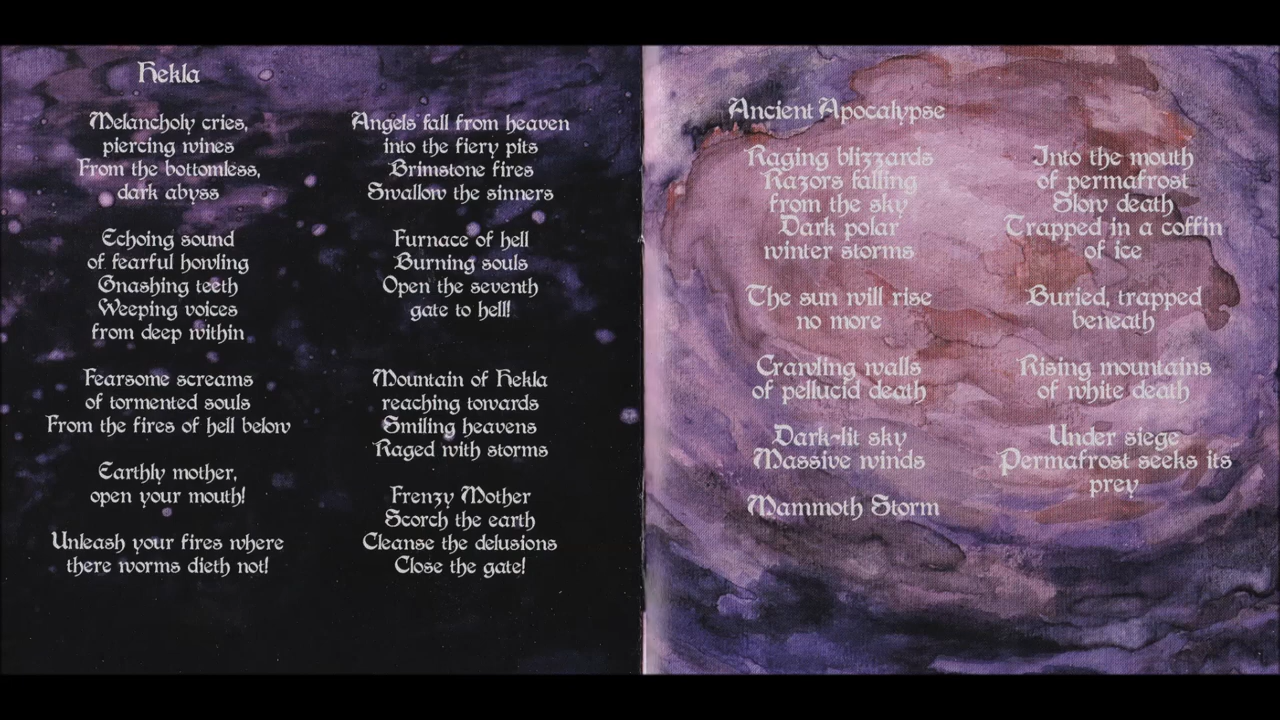 Hekla
Melancholy cries,
piercing wines
From the bottomless,
dark abyss
Echoing sound
of fearful howling
Gnashing teeth
Weeping voices
from deep within
Fearsome screams
of tormented souls
From the fires of hell below
Earthly mother,
open your mouth!
Unleash your fires where
there worms dieth not!
Angels fall from heaven
into the fiery pits
Brimstone fires
Swallow the sinners
Furnace of hell
Burning souls
Open the seventh
gate to hell!
Mountain of Hekla
reaching towards
Smiling heavens
Raged with storms
Frenzy Mother
Scorch the earth
Cleanse the delusions
Close the gate!
Ancient Apocalypse
Raging blizzards
Razors falling
from the sky
Dark polar
winter storms
The sun will rise
no more
Crawling walls
of pellucid death
Dark-lit sky
Massive winds
Mammoth Storm
Into the mouth
of permafrost
Slow death
Trapped in a coffin
of ice
Buried, trapped
beneath
Rising mountains
of white death
Under siege
Permafrost seeks its
prey